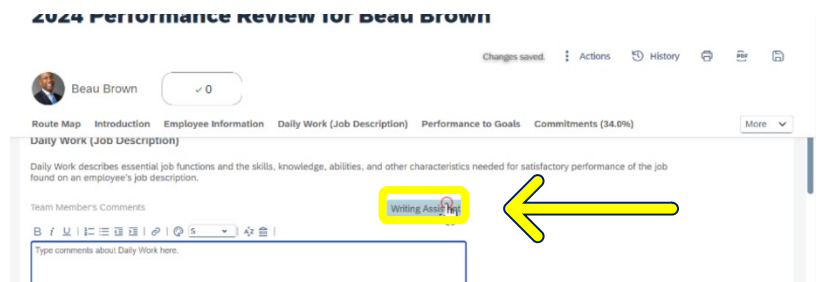 2024 Performance Review for Beau Brown
Changes saved. Actions History PDF
Beau Brown 0
Route Map Introduction Employee Information Daily Work (Job Description) Performance to Goals Commitments (34.0%) More
Daily Work (Job Description)
Daily Work describes essential job functions and the skills, knowledge, abilities, and other characteristics needed for satisfactory performance of the job
found on an employee's job description.
Team Member's Comments Writing Assistant
B I U S
Type comments about Daily Work here.